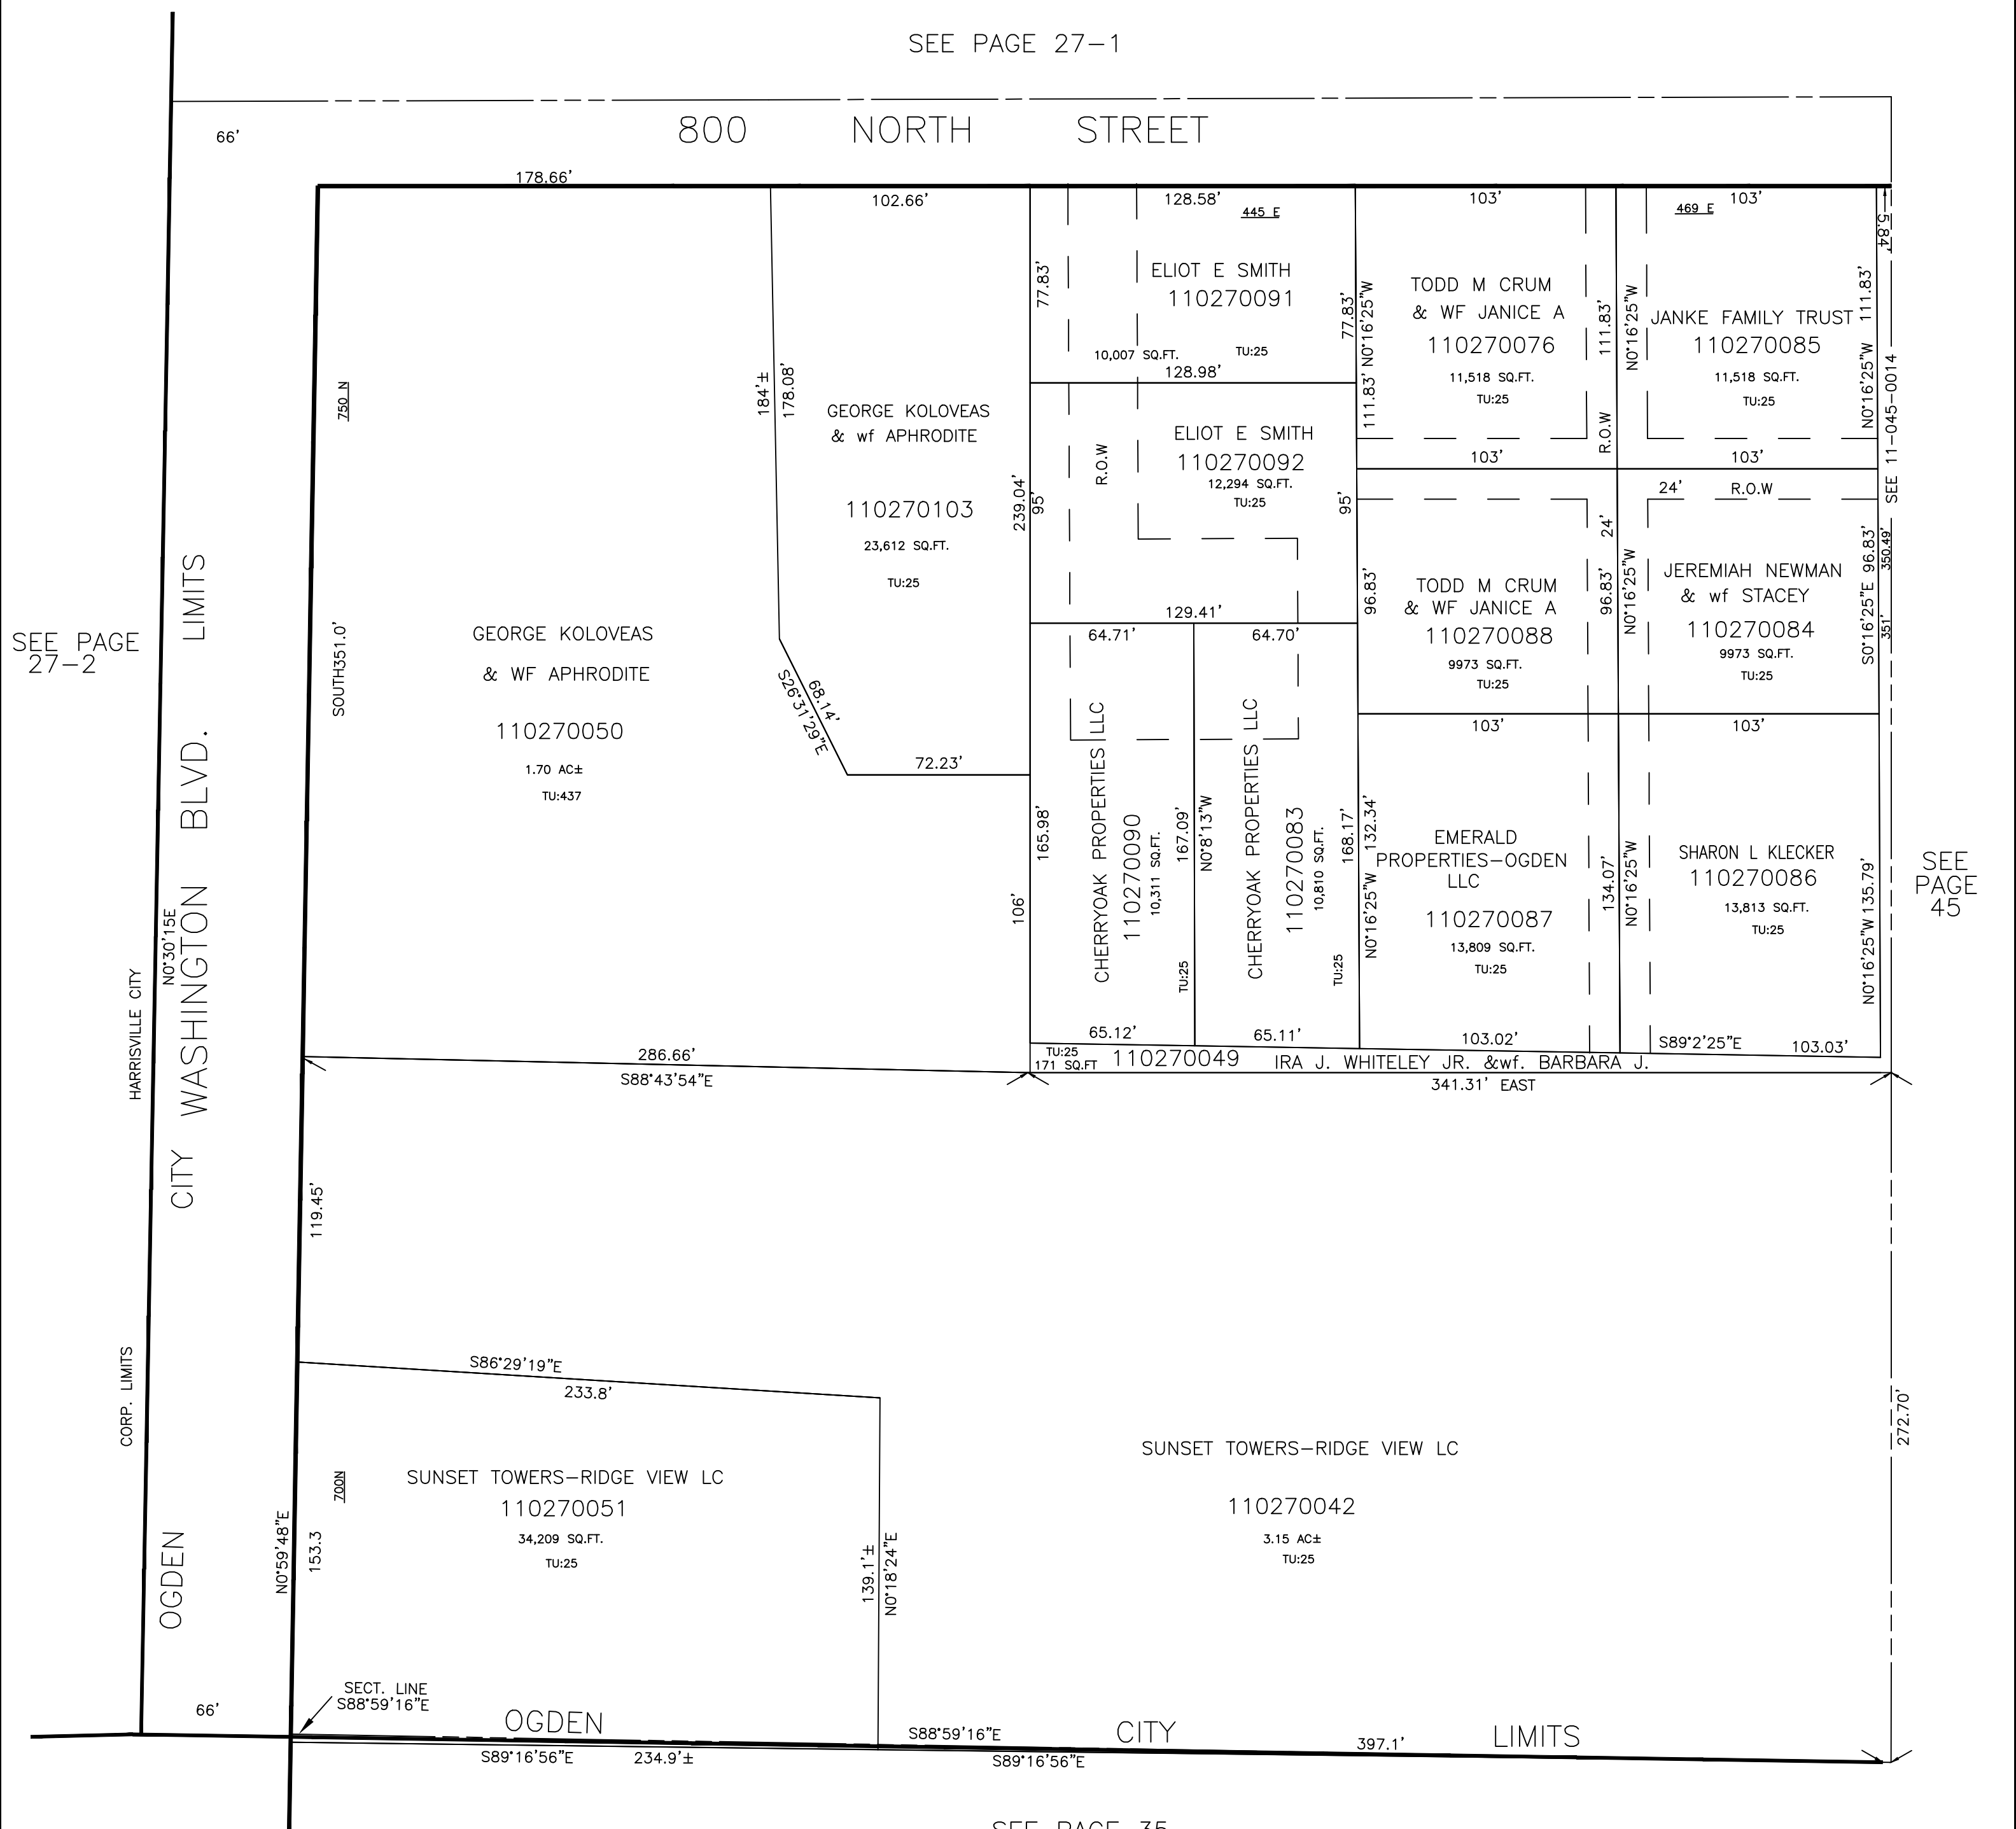 SEE PAGE 27-1
66'
800 NORTH STREET
178.66'
102.66'
128.58'
445 E
103'
469 E
103'
5.84'
77.83'
ELIOT E SMITH
110270091
10,007 SQ.FT.
TU:25
128.98'
77.83'
N0°16'25"W
111.83'
TODD M CRUM
& WF JANICE A
110270076
11,518 SQ.FT.
TU:25
111.83'
R.O.W
N0°16'25"W
JANKE FAMILY TRUST
110270085
11,518 SQ.FT.
TU:25
111.83'
N0°16'25"W
SEE 11-045-0014
750 N
184'±
178.08'
GEORGE KOLOVEAS
& wf APHRODITE
110270103
23,612 SQ.FT.
TU:25
239.04'
95'
R.O.W
ELIOT E SMITH
110270092
12,294 SQ.FT.
TU:25
95'
103'
103'
24' R.O.W
24'
129.41'
64.71'
64.70'
96.83'
TODD M CRUM
& WF JANICE A
110270088
9973 SQ.FT.
TU:25
96.83'
N0°16'25"W
JEREMIAH NEWMAN
& wf STACEY
110270084
9973 SQ.FT.
TU:25
S0°16'25"E 96.83'
350.49'
351'
103'
103'
SEE PAGE
27-2
CITY WASHINGTON BLVD. LIMITS
N0°30'15E
HARRISVILLE CITY
CORP. LIMITS
OGDEN
SOUTH351.0'
GEORGE KOLOVEAS
& WF APHRODITE
110270050
1.70 AC±
TU:437
68.14'
S26°31'29"E
72.23'
165.98'
106'
CHERRYOAK PROPERTIES LLC
110270090
10,311 SQ.FT.
TU:25
167.09'
N0°8'13"W
CHERRYOAK PROPERTIES LLC
110270083
10,810 SQ.FT.
TU:25
168.17'
132.34'
N0°16'25"W
EMERALD
PROPERTIES-OGDEN
LLC
110270087
13,809 SQ.FT.
TU:25
134.07'
N0°16'25"W
SHARON L KLECKER
110270086
13,813 SQ.FT.
TU:25
N0°16'25"W 135.79'
SEE
PAGE
45
65.12'
65.11'
103.02'
S89°2'25"E
103.03'
286.66'
S88°43'54"E
TU:25
171 SQ.FT
110270049 IRA J. WHITELEY JR. &wf. BARBARA J.
341.31' EAST
119.45'
S86°29'19"E
233.8'
700N
SUNSET TOWERS-RIDGE VIEW LC
110270051
34,209 SQ.FT.
TU:25
N0°59'48"E
153.3
139.1'±
N0°18'24"E
SUNSET TOWERS-RIDGE VIEW LC
110270042
3.15 AC±
TU:25
272.70'
66'
SECT. LINE
S88°59'16"E
OGDEN CITY LIMITS
S88°59'16"E
397.1'
S89°16'56"E
234.9'±
S89°16'56"E
SEE PAGE 35